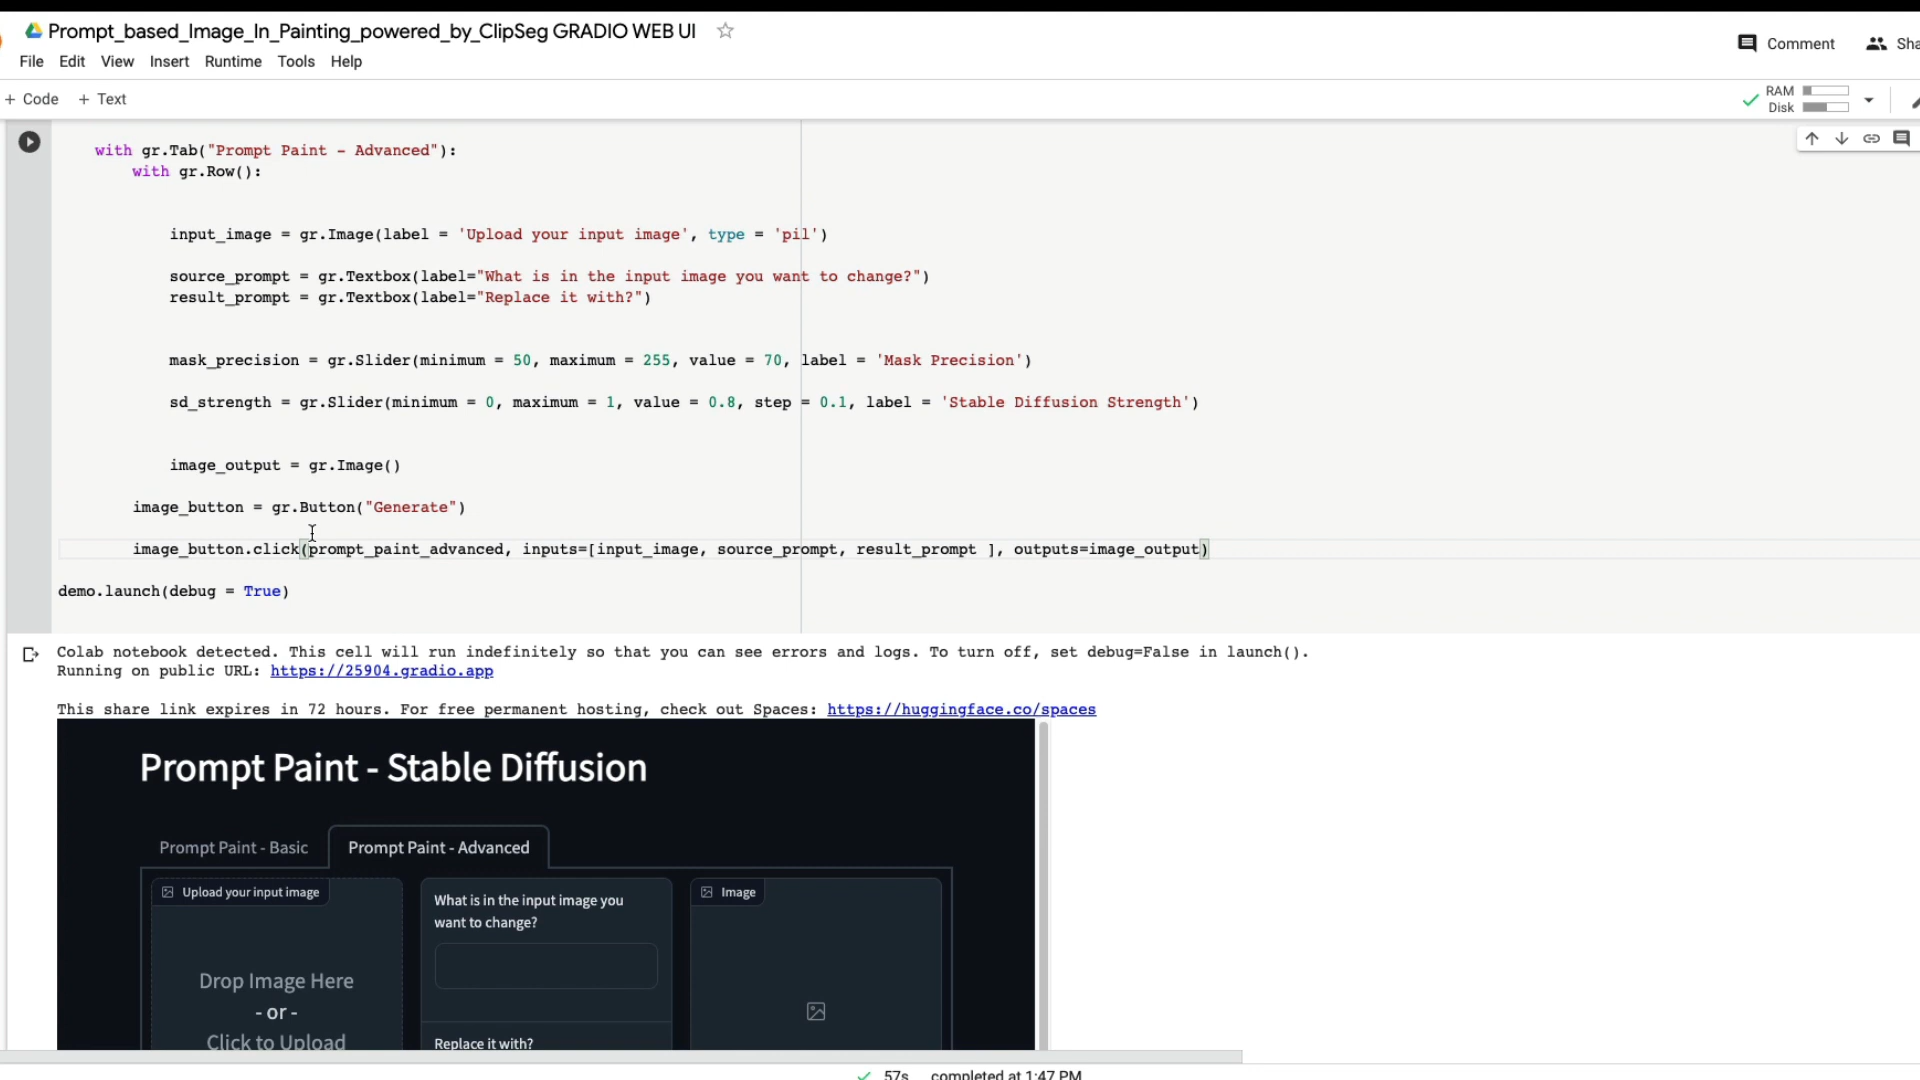 Prompt_based_Image_In_Painting_powered_by_ClipSeg GRADIO WEB UI
Comment
File Edit View Insert Runtime Tools Help
+ Code + Text
RAM
Disk
with gr.Tab("Prompt Paint - Advanced"):
with gr.Row():
input_image = gr.Image(label = 'Upload your input image', type = 'pil')
source_prompt = gr.Textbox(label="What is in the input image you want to change?")
result_prompt = gr.Textbox(label="Replace it with?")
mask_precision = gr.Slider(minimum = 50, maximum = 255, value = 70, label = 'Mask Precision')
sd_strength = gr.Slider(minimum = 0, maximum = 1, value = 0.8, step = 0.1, label = 'Stable Diffusion Strength')
image_output = gr.Image()
image_button = gr.Button("Generate")
image_button.click(prompt_paint_advanced, inputs=[input_image, source_prompt, result_prompt ], outputs=image_output)
demo.launch(debug = True)
Colab notebook detected. This cell will run indefinitely so that you can see errors and logs. To turn off, set debug=False in launch().
Running on public URL: https://25904.gradio.app
This share link expires in 72 hours. For free permanent hosting, check out Spaces: https://huggingface.co/spaces
Prompt Paint - Stable Diffusion
Prompt Paint - Basic
Prompt Paint - Advanced
Upload your input image
Drop Image Here
- or -
Click to Upload
What is in the input image you
want to change?
Replace it with?
Image
57s completed at 1:47 PM